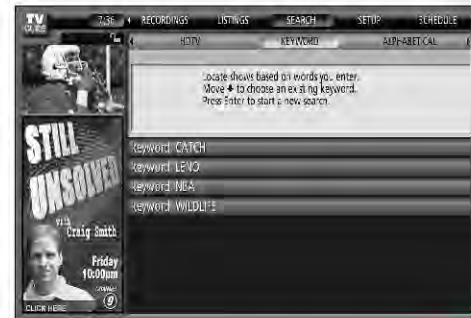 TV
GUIDE
7:36 RECORDINGS LISTINGS SEARCH SETUP SCHEDULE
HDTV KEYWORD ALPHABETICAL
Locate shows based on words you enter.
Move to choose an existing keyword.
Press Enter to start a new search.
keyword: CATCH
keyword: LENO
keyword: NBA
keyword: WILDLIFE
STILL
UNSOLVED
with
Craig Smith
Friday
10:00pm
9
CLICK HERE